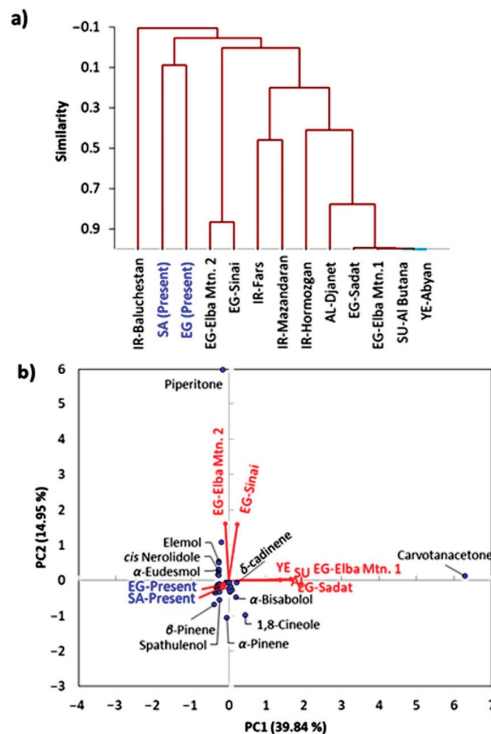 a)
Similarity
−0.1
0.1
0.3
0.5
0.7
0.9
IR-Baluchestan
SA (Present)
EG (Present)
EG-Elba Mtn. 2
EG-Sinai
IR-Fars
IR-Mazandaran
IR-Hormozgan
AL-Djanet
EG-Sadat
EG-Elba Mtn.1
SU-Al Butana
YE-Abyan
b)
PC2 (14.95 %)
6
5
4
3
2
1
0
−1
−2
−3
Piperitone
EG-Elba Mtn. 2
EG-Sinai
Elemol
cis Nerolidole
α-Eudesmol
EG-Present
SA-Present
δ-cadinene
YE
SU
EG-Elba Mtn. 1
EG-Sadat
Carvotanacetone
α-Bisabolol
1,8-Cineole
β-Pinene
Spathulenol
α-Pinene
−4 −3 −2 −1 0 1 2 3 4 5 6 7
PC1 (39.84 %)